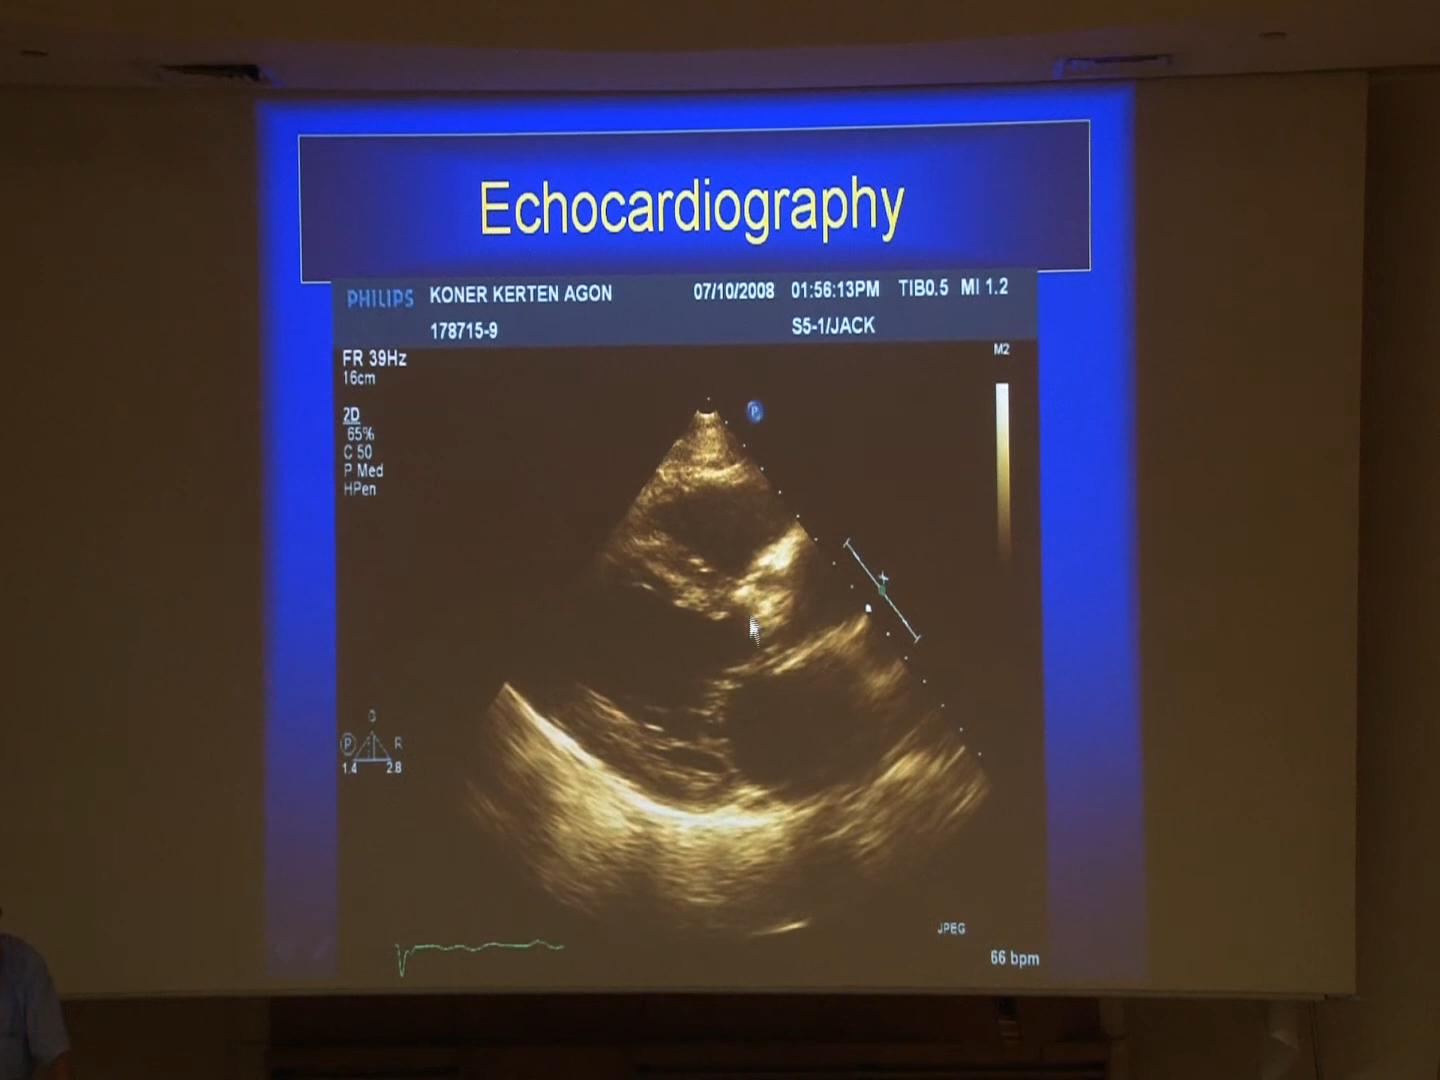 Echocardiography
PHILIPS KONER KERTEN AGON 07/10/2008 01:56:13PM TIB0.5 MI 1.2
178715-9 S5-1/JACK
FR 39Hz
16cm
M2
2D
65%
C 50
P Med
HPen
P
G
P R
1.4 2.8
JPEG
66 bpm